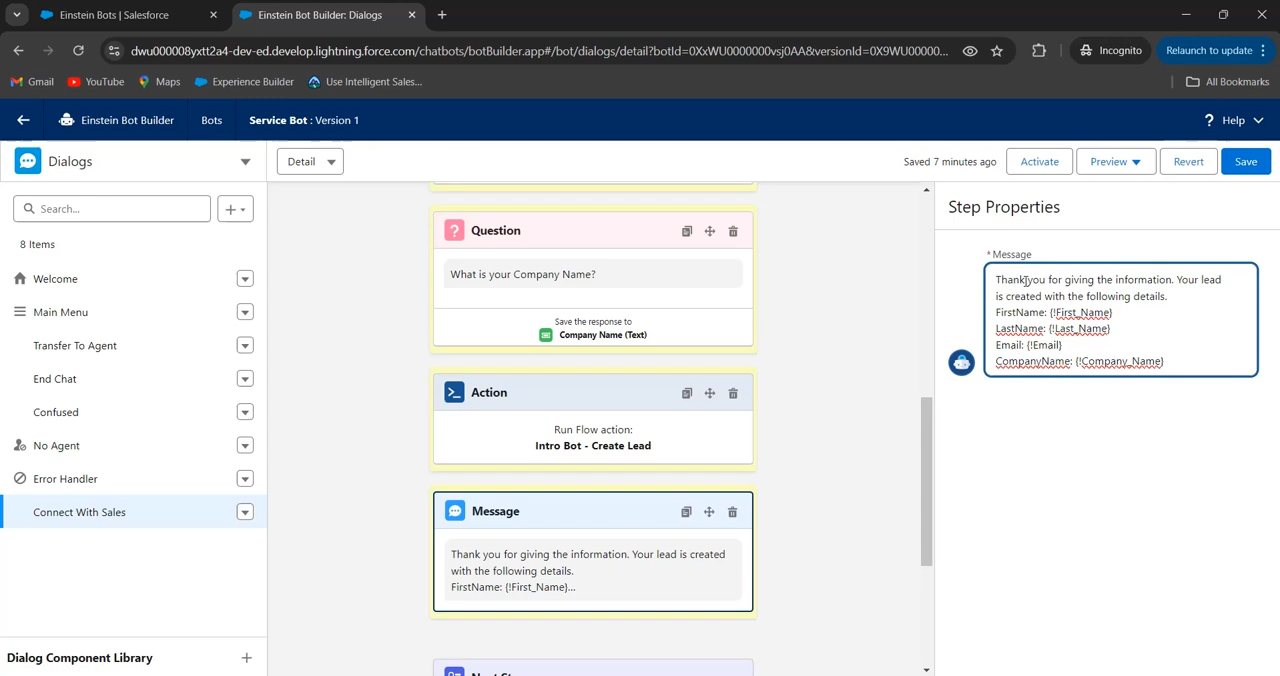 Einstein Bots | Salesforce
Einstein Bot Builder: Dialogs
dwu000008yxtt2a4-dev-ed.develop.lightning.force.com/chatbots/botBuilder.app#/bot/dialogs/detail?botId=0XxWU0000000vsj0AA&versionId=0X9WU00000...
Incognito
Relaunch to update
Gmail
YouTube
Maps
Experience Builder
Use Intelligent Sales...
All Bookmarks
Einstein Bot Builder
Bots
Service Bot : Version 1
? Help
Dialogs
Detail
Saved 7 minutes ago
Activate
Preview
Revert
Save
Search...
8 Items
Welcome
Main Menu
Transfer To Agent
End Chat
Confused
No Agent
Error Handler
Connect With Sales
Dialog Component Library
? Question
What is your Company Name?
Save the response to
Company Name (Text)
Action
Run Flow action:
Intro Bot - Create Lead
Message
Thank you for giving the information. Your lead is created
with the following details.
FirstName: {!First_Name}...
Step Properties
* Message
Thank you for giving the information. Your lead
is created with the following details.
FirstName: {!First_Name}
LastName: {!Last_Name}
Email: {!Email}
CompanyName: {!Company_Name}